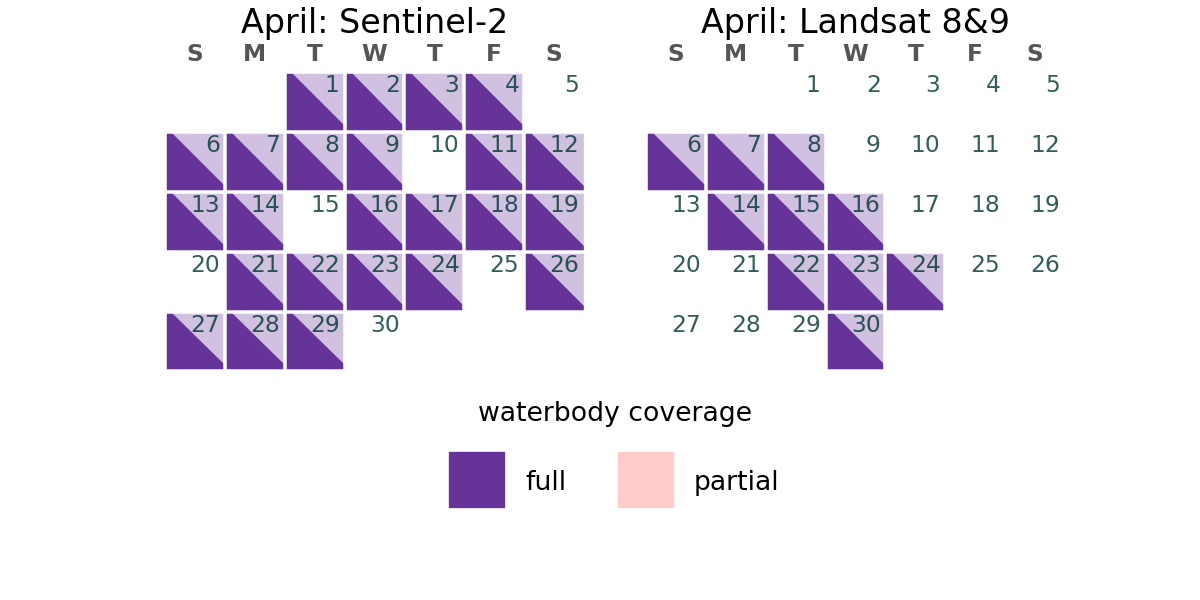 April: Sentinel-2
S M T W T F S
1 2 3 4 5
6 7 8 9 10 11 12
13 14 15 16 17 18 19
20 21 22 23 24 25 26
27 28 29 30
April: Landsat 8&9
S M T W T F S
1 2 3 4 5
6 7 8 9 10 11 12
13 14 15 16 17 18 19
20 21 22 23 24 25 26
27 28 29 30
waterbody coverage
full partial